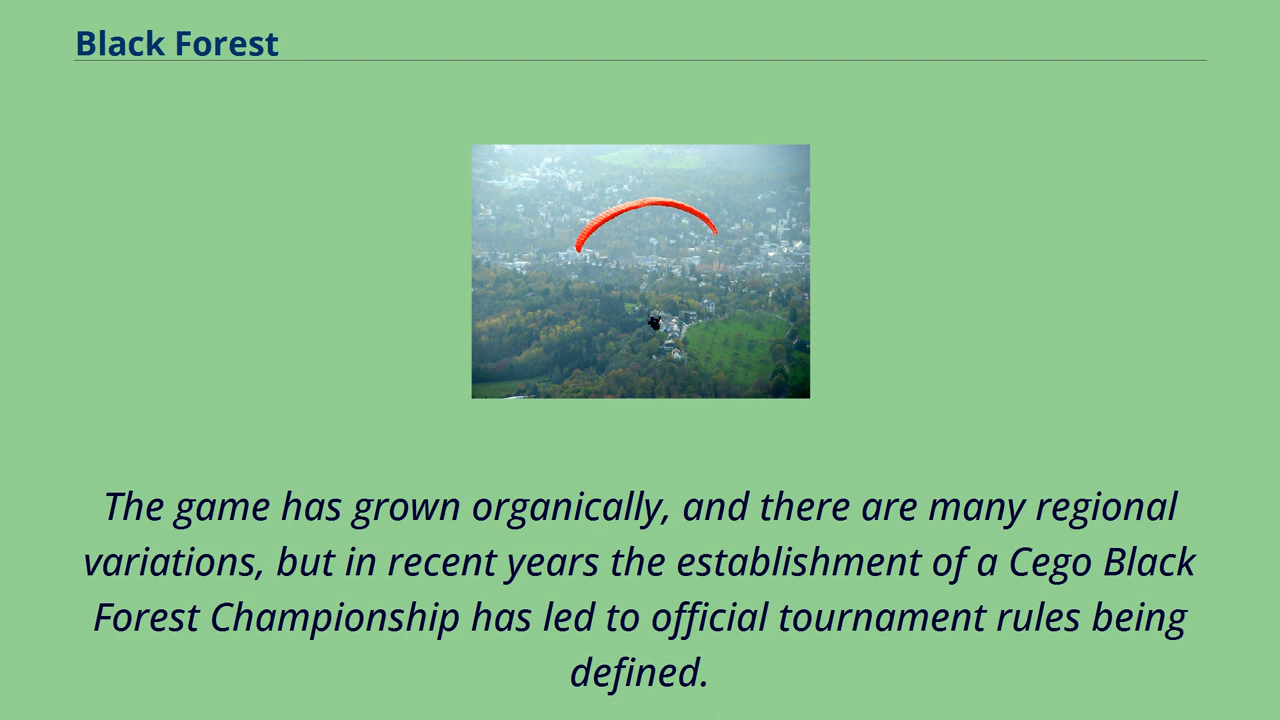 Black Forest
The game has grown organically, and there are many regional
variations, but in recent years the establishment of a Cego Black
Forest Championship has led to official tournament rules being
defined.